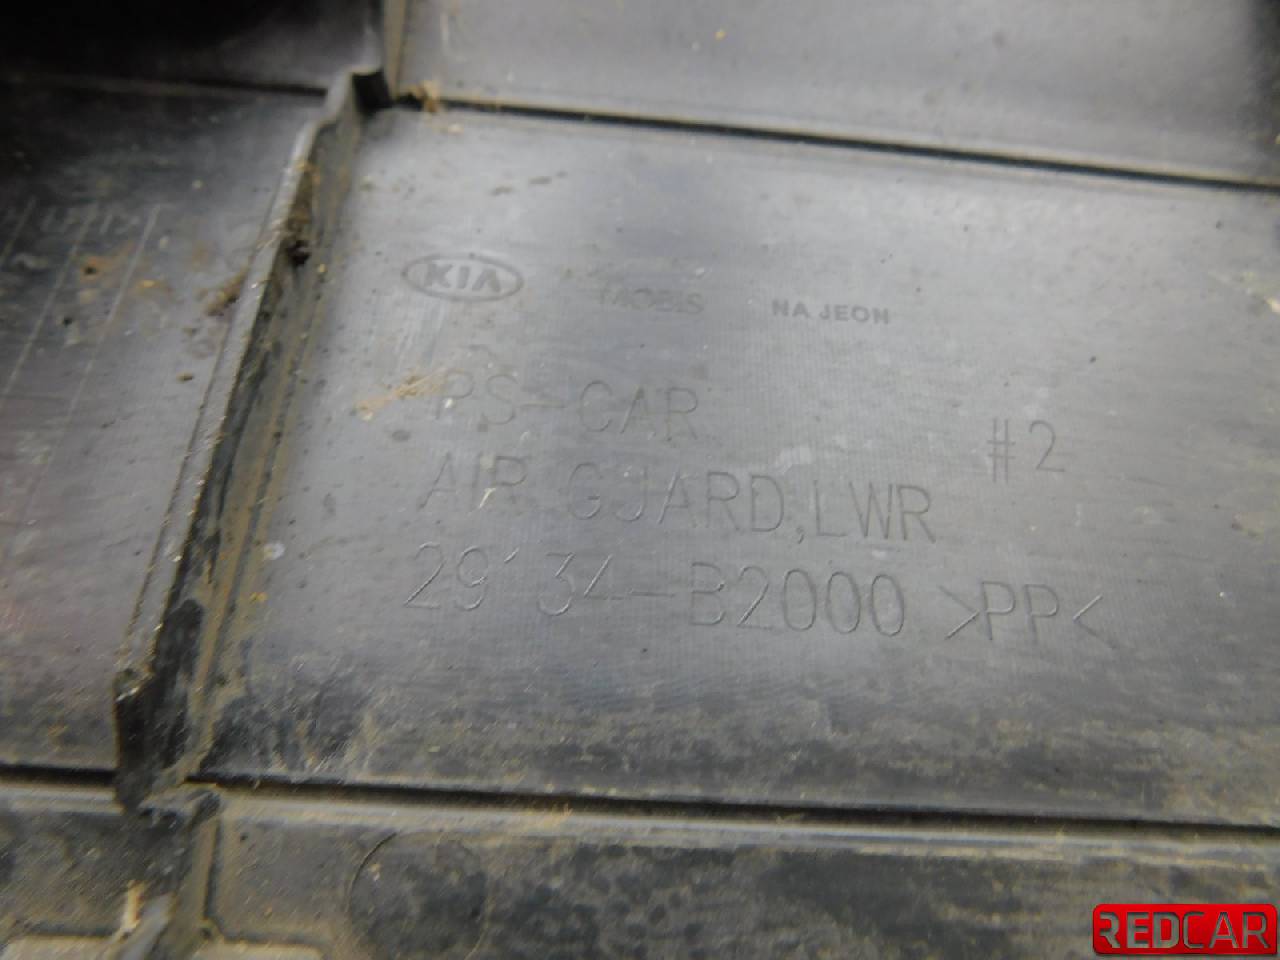 KIA MOBIS NA JEON
PS-CAR
#2
AIR GUARD,LWR
29134-B2000 >PP<
REDCAR